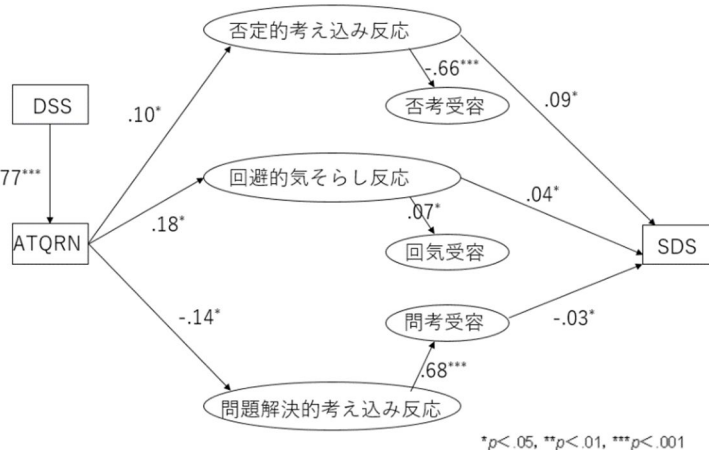 否定的考え込み反応
-.66***
DSS
否考受容
.09*
.10*
77***
回避的気そらし反応
.04*
.18*
.07*
ATQRN
回気受容
SDS
問考受容
-.14*
-.03*
.68***
問題解決的考え込み反応
*p<.05, **p<.01, ***p<.001